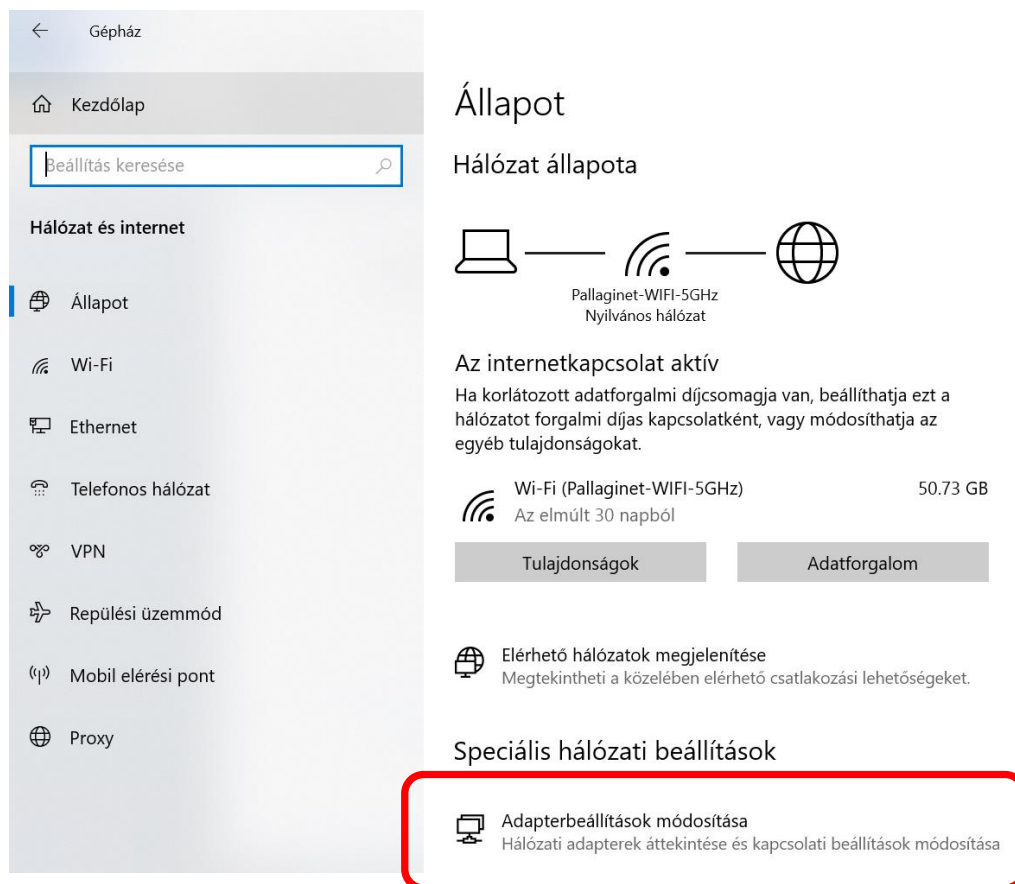 Gépház
Kezdőlap
Beállítás keresése
Hálózat és internet
Állapot
Wi-Fi
Ethernet
Telefonos hálózat
VPN
Repülési üzemmód
Mobil elérési pont
Proxy
Állapot
Hálózat állapota
Pallaginet-WIFI-5GHz
Nyilvános hálózat
Az internetkapcsolat aktív
Ha korlátozott adatforgalmi díjcsomagja van, beállíthatja ezt a
hálózatot forgalmi díjas kapcsolatként, vagy módosíthatja az
egyéb tulajdonságokat.
Wi-Fi (Pallaginet-WIFI-5GHz) 50.73 GB
Az elmúlt 30 napból
Tulajdonságok Adatforgalom
Elérhető hálózatok megjelenítése
Megtekintheti a közelében elérhető csatlakozási lehetőségeket.
Speciális hálózati beállítások
Adapterbeállítások módosítása
Hálózati adapterek áttekintése és kapcsolati beállítások módosítása